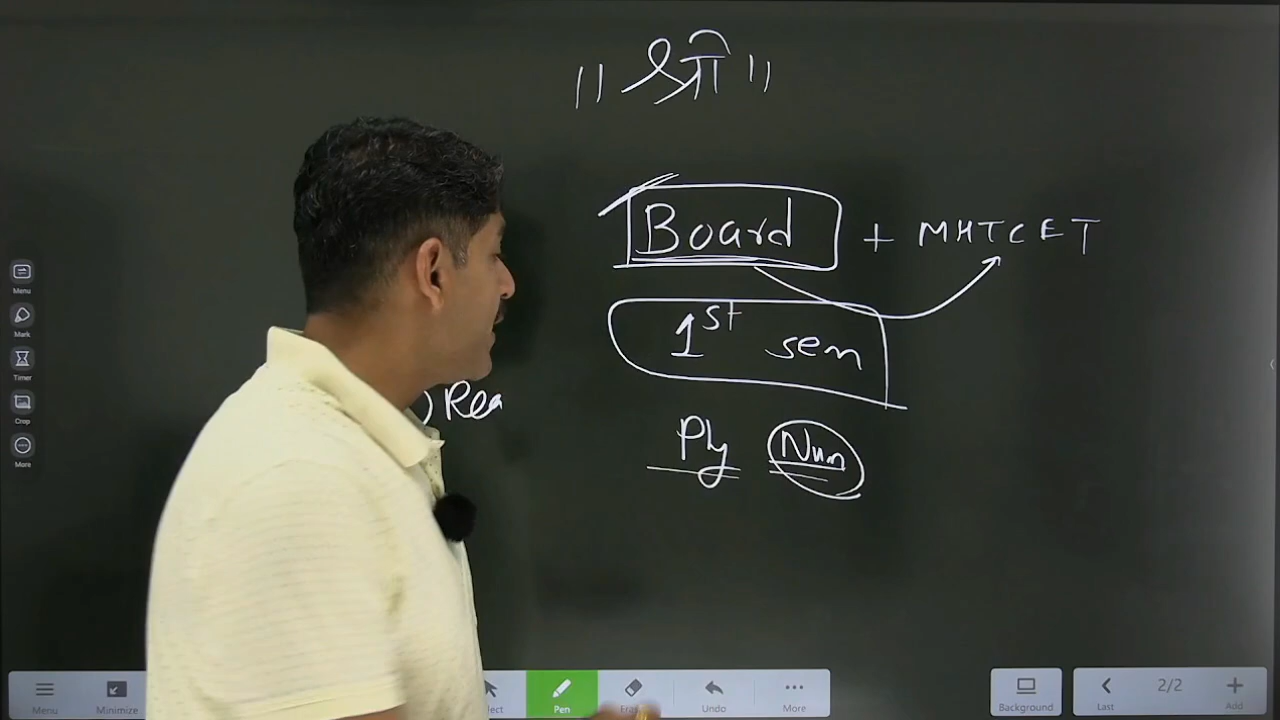 ॥ श्री ॥
Board + MHTCET
1st sem
) Rea
Phy Num
Menu
Mark
Timer
Crop
More
Menu Minimize Pen Undo More
Background Last 2/2 Add